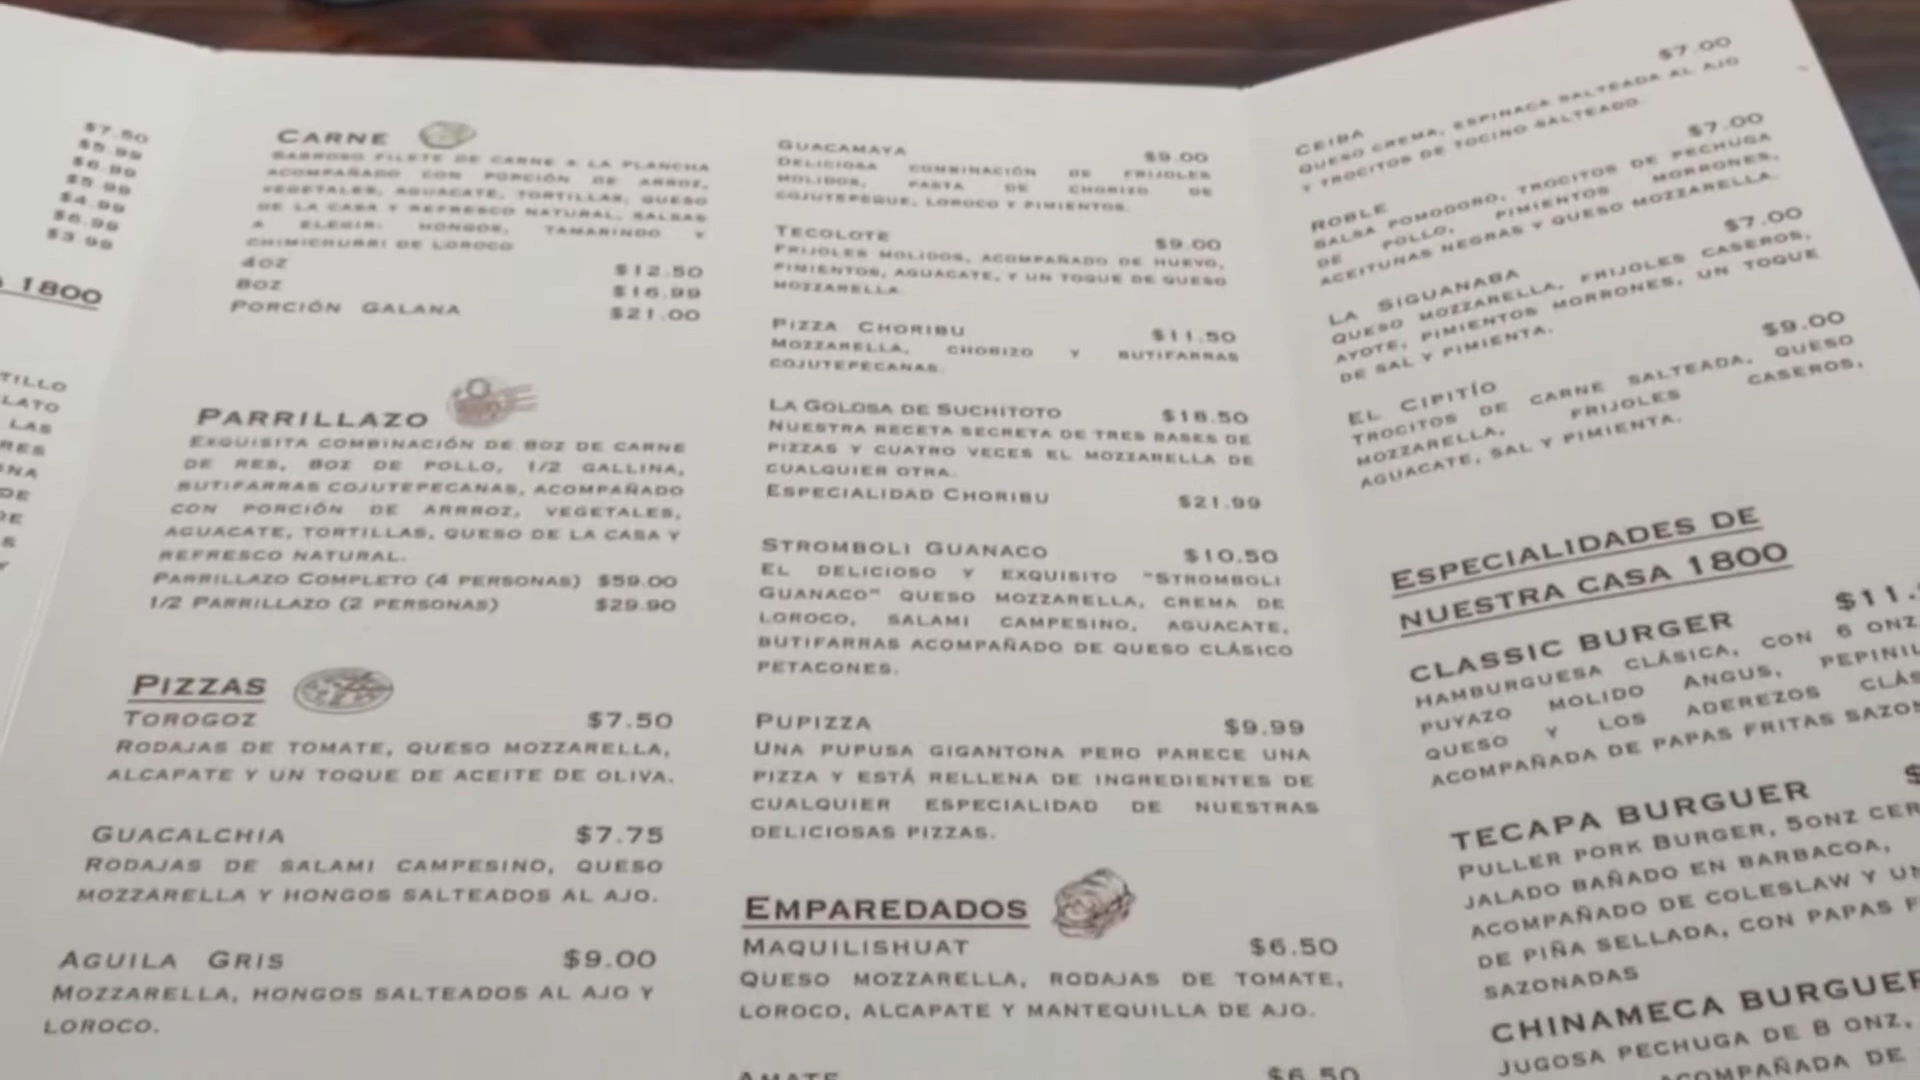 $7.50
$5.99
$6.99
$5.99
$4.99
$6.99
$3.99
1800
TILLO
LATO
LAS
RES
DE
CARNE
SABROSO FILETE DE CARNE A LA PLANCHA
ACOMPAÑADO CON PORCIÓN DE ARROZ,
VEGETALES, AGUACATE, TORTILLAS, QUESO
DE LA CASA Y REFRESCO NATURAL, SALSAS
A ELEGIR: HONGOS, TAMARINDO Y
CHIMICHURRI DE LOROCO
4OZ $12.50
8OZ $16.99
PORCIÓN GALANA $21.00
PARRILLAZO
EXQUISITA COMBINACIÓN DE 8OZ DE CARNE
DE RES, 8OZ DE POLLO, 1/2 GALLINA,
BUTIFARRAS COJUTEPECANAS, ACOMPAÑADO
CON PORCIÓN DE ARRROZ, VEGETALES,
AGUACATE, TORTILLAS, QUESO DE LA CASA Y
REFRESCO NATURAL.
PARRILLAZO COMPLETO (4 PERSONAS) $59.00
1/2 PARRILLAZO (2 PERSONAS) $29.90
PIZZAS
TOROGOZ $7.50
RODAJAS DE TOMATE, QUESO MOZZARELLA,
ALCAPATE Y UN TOQUE DE ACEITE DE OLIVA.
GUACALCHIA $7.75
RODAJAS DE SALAMI CAMPESINO, QUESO
MOZZARELLA Y HONGOS SALTEADOS AL AJO.
AGUILA GRIS $9.00
MOZZARELLA, HONGOS SALTEADOS AL AJO Y
LOROCO.
GUACAMAYA $9.00
DELICIOSA COMBINACIÓN DE FRIJOLES
MOLIDOS, PASTA DE CHORIZO DE
COJUTEPEQUE, LOROCO Y PIMIENTOS.
TECOLOTE $9.00
FRIJOLES MOLIDOS, ACOMPAÑADO DE HUEVO,
PIMIENTOS, AGUACATE, Y UN TOQUE DE QUESO
MOZZARELLA.
PIZZA CHORIBU $11.50
MOZZARELLA, CHORIZO Y BUTIFARRAS
COJUTEPECANAS.
LA GOLOSA DE SUCHITOTO $18.50
NUESTRA RECETA SECRETA DE TRES BASES DE
PIZZAS Y CUATRO VECES EL MOZZARELLA DE
CUALQUIER OTRA.
ESPECIALIDAD CHORIBU $21.99
STROMBOLI GUANACO $10.50
EL DELICIOSO Y EXQUISITO "STROMBOLI
GUANACO" QUESO MOZZARELLA, CREMA DE
LOROCO, SALAMI CAMPESINO, AGUACATE,
BUTIFARRAS ACOMPAÑADO DE QUESO CLÁSICO
PETACONES.
PUPIZZA $9.99
UNA PUPUSA GIGANTONA PERO PARECE UNA
PIZZA Y ESTÁ RELLENA DE INGREDIENTES DE
CUALQUIER ESPECIALIDAD DE NUESTRAS
DELICIOSAS PIZZAS.
EMPAREDADOS
MAQUILISHUAT $6.50
QUESO MOZZARELLA, RODAJAS DE TOMATE,
LOROCO, ALCAPATE Y MANTEQUILLA DE AJO.
AMATE $6.50
CEIBA $7.00
QUESO CREMA, ESPINACA SALTEADA AL AJO
Y TROCITOS DE TOCINO SALTEADO.
ROBLE $7.00
SALSA POMODORO, TROCITOS DE PECHUGA
DE POLLO, PIMIENTOS MORRONES,
ACEITUNAS NEGRAS Y QUESO MOZZARELLA.
LA SIGUANABA $7.00
QUESO MOZZARELLA, FRIJOLES CASEROS,
AYOTE, PIMIENTOS MORRONES, UN TOQUE
DE SAL Y PIMIENTA.
EL CIPITÍO $9.00
TROCITOS DE CARNE SALTEADA, QUESO
MOZZARELLA, FRIJOLES CASEROS,
AGUACATE, SAL Y PIMIENTA.
ESPECIALIDADES DE
NUESTRA CASA 1800
CLASSIC BURGER $11.
HAMBURGUESA CLÁSICA, CON 6 ONZ
PUYAZO MOLIDO ANGUS, PEPINIL
QUESO Y LOS ADEREZOS CLÁS
ACOMPAÑADA DE PAPAS FRITAS SAZON
TECAPA BURGUER $
PULLER PORK BURGER, 5ONZ CER
JALADO BAÑADO EN BARBACOA,
ACOMPAÑADO DE COLESLAW Y UN
DE PIÑA SELLADA, CON PAPAS F
SAZONADAS
CHINAMECA BURGUER
JUGOSA PECHUGA DE 8 ONZ,
ACOMPAÑADA DE